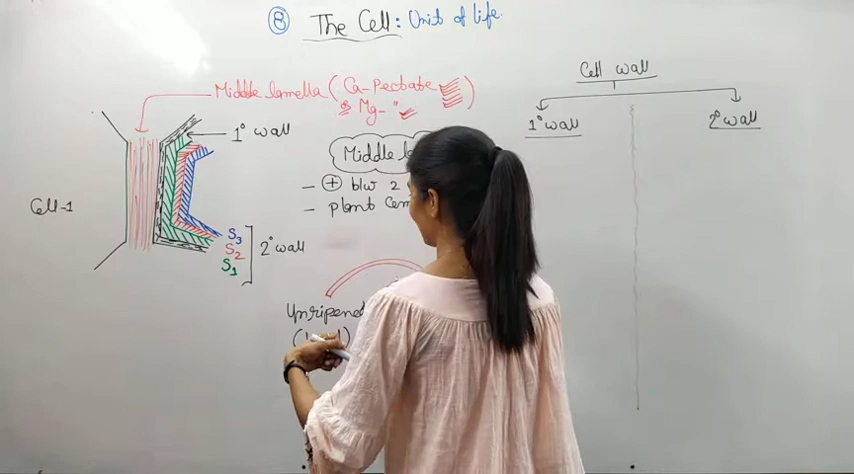 ⑧ The Cell: Unit of life.
Cell wall
Middle lamella (Ca-Pectate
Mg- "
1° wall
2° wall
1° wall
Middle
- ⊕ b/w 2
- plant Cem
Cell-1
S3
S2
S1
2° wall
Unripened